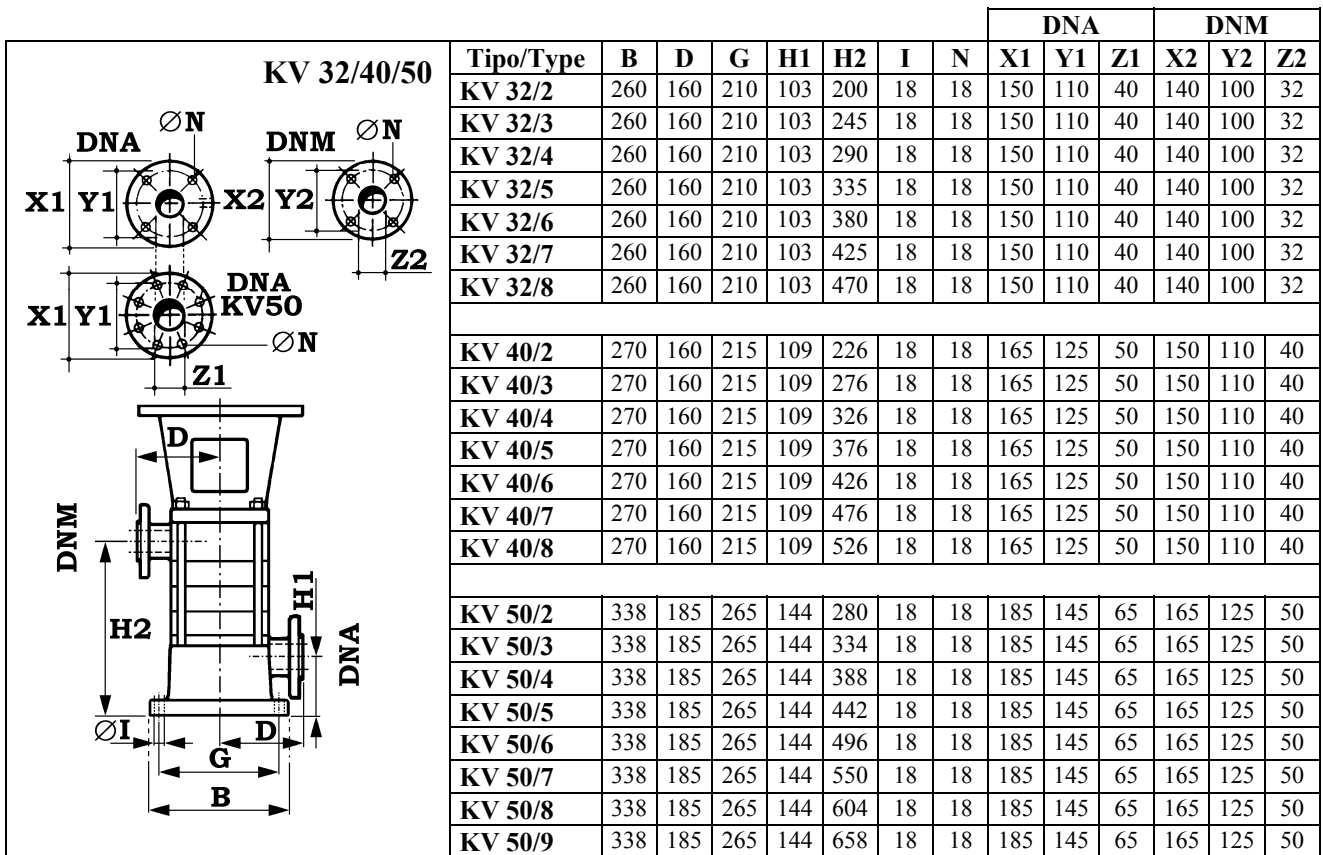 DNA DNM
KV 32/40/50
Tipo/Type B D G H1 H2 I N X1 Y1 Z1 X2 Y2 Z2
KV 32/2 260 160 210 103 200 18 18 150 110 40 140 100 32
KV 32/3 260 160 210 103 245 18 18 150 110 40 140 100 32
KV 32/4 260 160 210 103 290 18 18 150 110 40 140 100 32
KV 32/5 260 160 210 103 335 18 18 150 110 40 140 100 32
KV 32/6 260 160 210 103 380 18 18 150 110 40 140 100 32
KV 32/7 260 160 210 103 425 18 18 150 110 40 140 100 32
KV 32/8 260 160 210 103 470 18 18 150 110 40 140 100 32
KV 40/2 270 160 215 109 226 18 18 165 125 50 150 110 40
KV 40/3 270 160 215 109 276 18 18 165 125 50 150 110 40
KV 40/4 270 160 215 109 326 18 18 165 125 50 150 110 40
KV 40/5 270 160 215 109 376 18 18 165 125 50 150 110 40
KV 40/6 270 160 215 109 426 18 18 165 125 50 150 110 40
KV 40/7 270 160 215 109 476 18 18 165 125 50 150 110 40
KV 40/8 270 160 215 109 526 18 18 165 125 50 150 110 40
KV 50/2 338 185 265 144 280 18 18 185 145 65 165 125 50
KV 50/3 338 185 265 144 334 18 18 185 145 65 165 125 50
KV 50/4 338 185 265 144 388 18 18 185 145 65 165 125 50
KV 50/5 338 185 265 144 442 18 18 185 145 65 165 125 50
KV 50/6 338 185 265 144 496 18 18 185 145 65 165 125 50
KV 50/7 338 185 265 144 550 18 18 185 145 65 165 125 50
KV 50/8 338 185 265 144 604 18 18 185 145 65 165 125 50
KV 50/9 338 185 265 144 658 18 18 185 145 65 165 125 50
∅N ∅N
DNA DNM
X1 Y1 X2 Y2
Z2
DNA
KV50
X1 Y1
∅N
Z1
D
DNM
H1
H2
DNA
∅I D
G
B